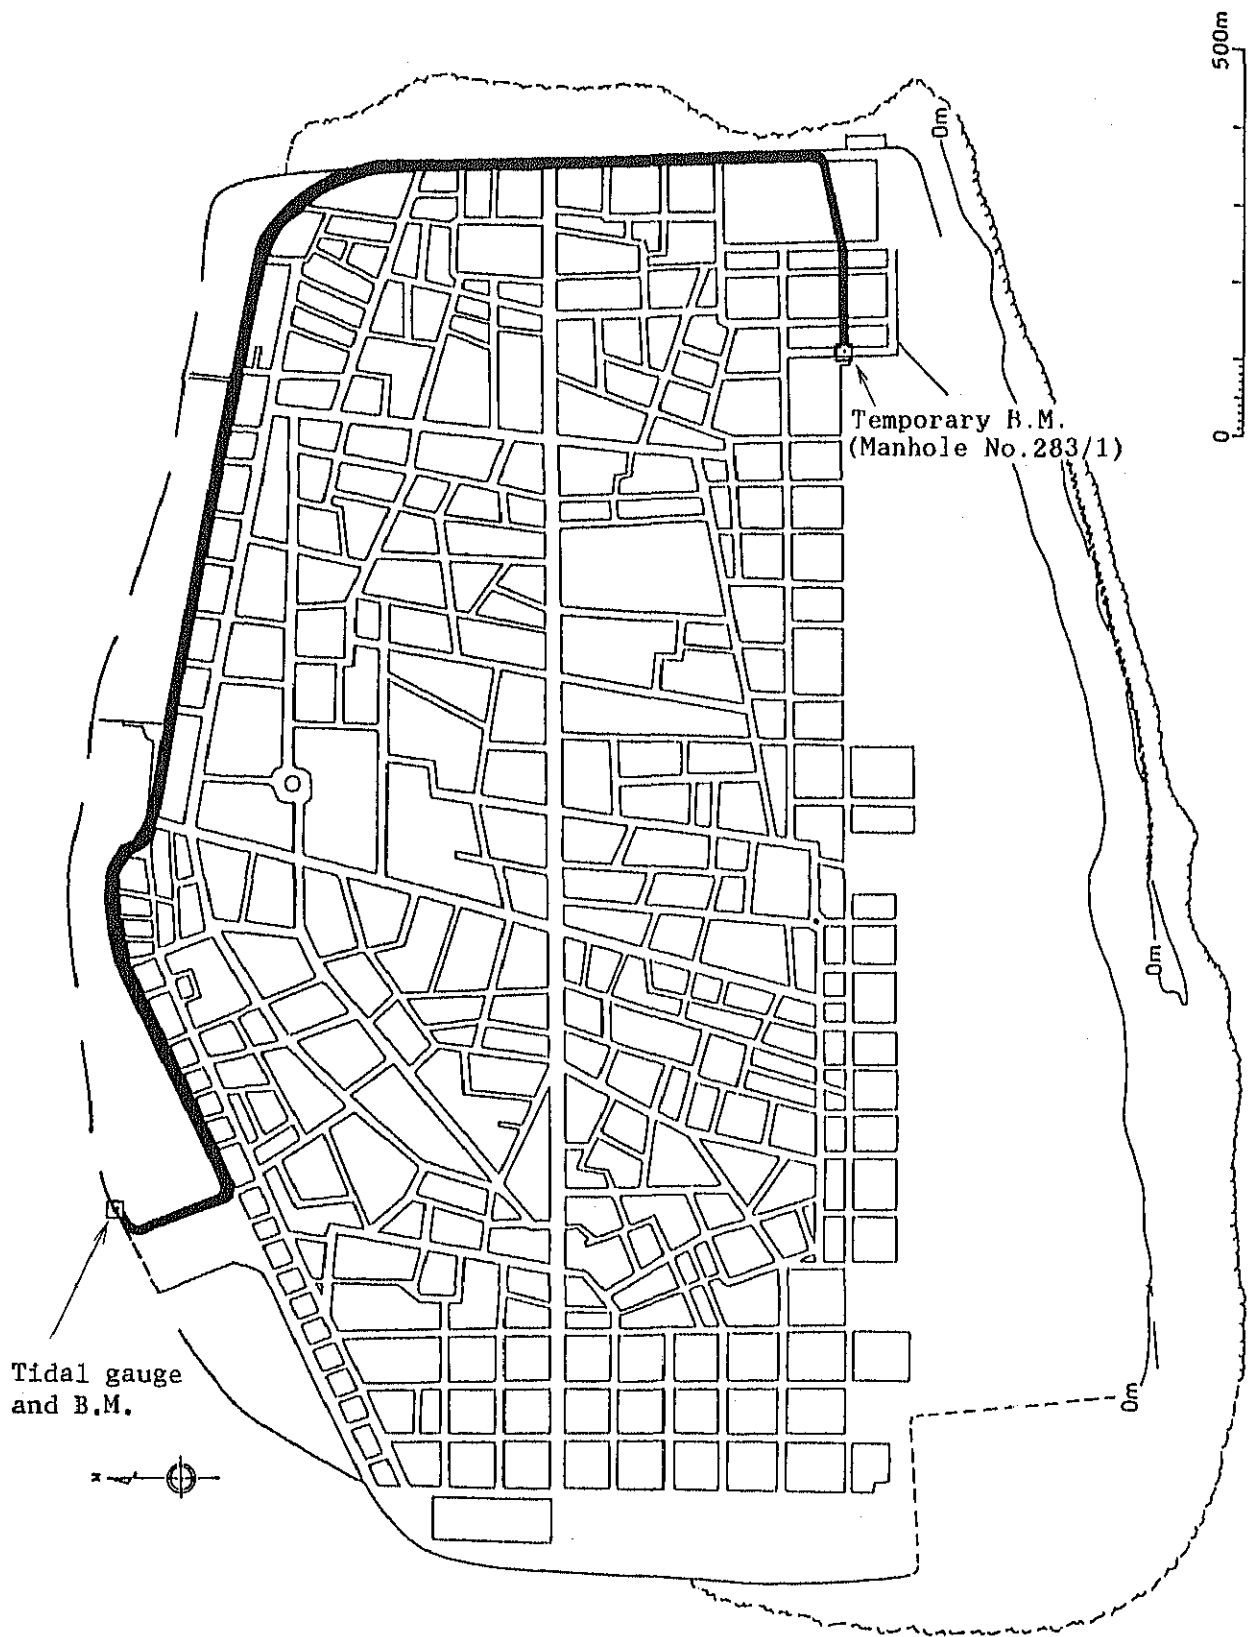 500m
0
0m
Temporary B.M.
(Manhole No.283/1)
0m
Tidal gauge
and B.M.
0m
N